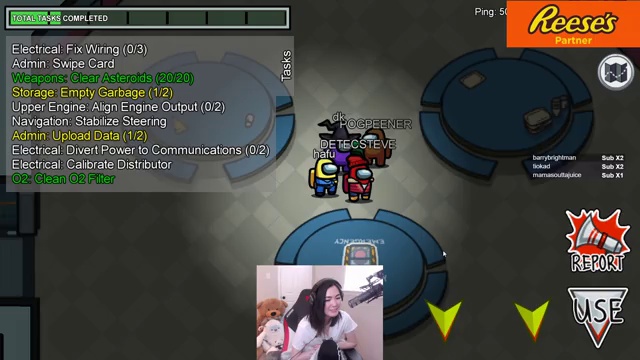 TOTAL TASKS COMPLETED
Ping: 50
Reese's
Partner
Electrical: Fix Wiring (0/3)
Admin: Swipe Card
Weapons: Clear Asteroids (20/20)
Storage: Empty Garbage (1/2)
Upper Engine: Align Engine Output (0/2)
Navigation: Stabilize Steering
Admin: Upload Data (1/2)
Electrical: Divert Power to Communications (0/2)
Electrical: Calibrate Distributor
O2: Clean O2 Filter
Tasks
dk
POGPEENER
DETECSTEVE
hafu
barrybrightman Sub X2
liokad Sub X2
mamasouttajuice Sub X1
EMERGENCY
REPORT
USE